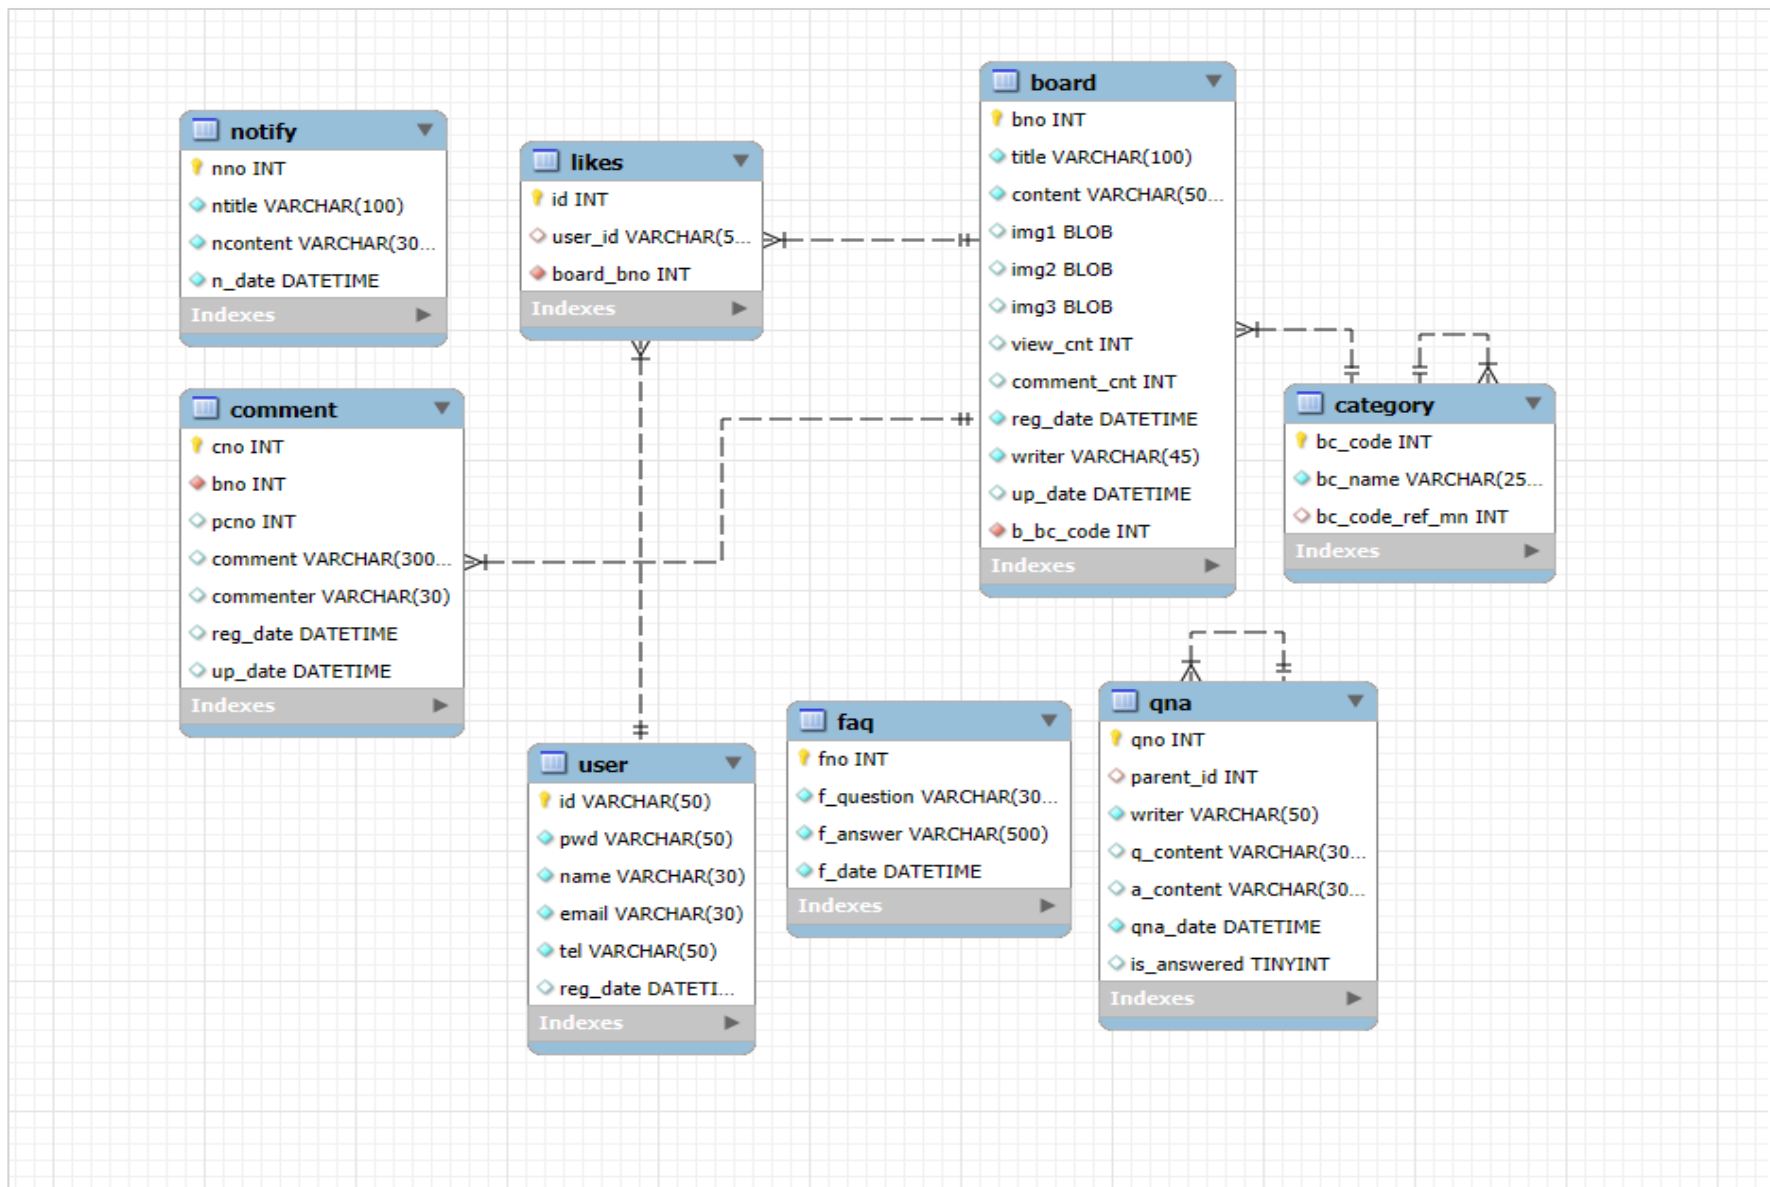 notify
nno INT
ntitle VARCHAR(100)
ncontent VARCHAR(30...
n_date DATETIME
Indexes
likes
id INT
user_id VARCHAR(5...
board_bno INT
Indexes
board
bno INT
title VARCHAR(100)
content VARCHAR(50...
img1 BLOB
img2 BLOB
img3 BLOB
view_cnt INT
comment_cnt INT
reg_date DATETIME
writer VARCHAR(45)
up_date DATETIME
b_bc_code INT
Indexes
category
bc_code INT
bc_name VARCHAR(25...
bc_code_ref_mn INT
Indexes
comment
cno INT
bno INT
pcno INT
comment VARCHAR(300...
commenter VARCHAR(30)
reg_date DATETIME
up_date DATETIME
Indexes
user
id VARCHAR(50)
pwd VARCHAR(50)
name VARCHAR(30)
email VARCHAR(30)
tel VARCHAR(50)
reg_date DATETI...
Indexes
faq
fno INT
f_question VARCHAR(30...
f_answer VARCHAR(500)
f_date DATETIME
Indexes
qna
qno INT
parent_id INT
writer VARCHAR(50)
q_content VARCHAR(30...
a_content VARCHAR(30...
qna_date DATETIME
is_answered TINYINT
Indexes